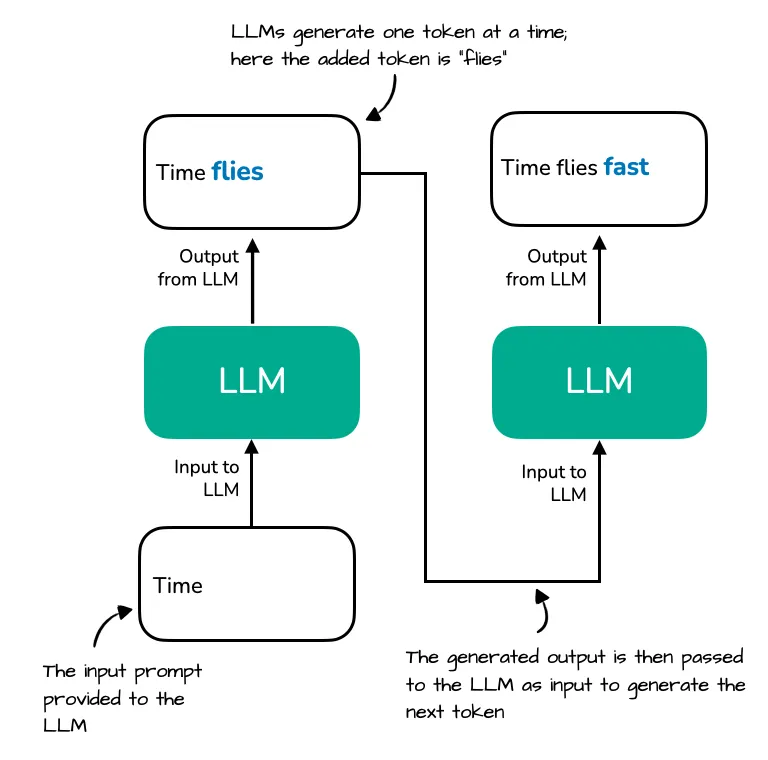 LLMs generate one token at a time;
here the added token is "flies"
Time flies
Output
from LLM
LLM
Input to
LLM
Time
The input prompt
provided to the
LLM
Time flies fast
Output
from LLM
LLM
Input to
LLM
The generated output is then passed
to the LLM as input to generate the
next token